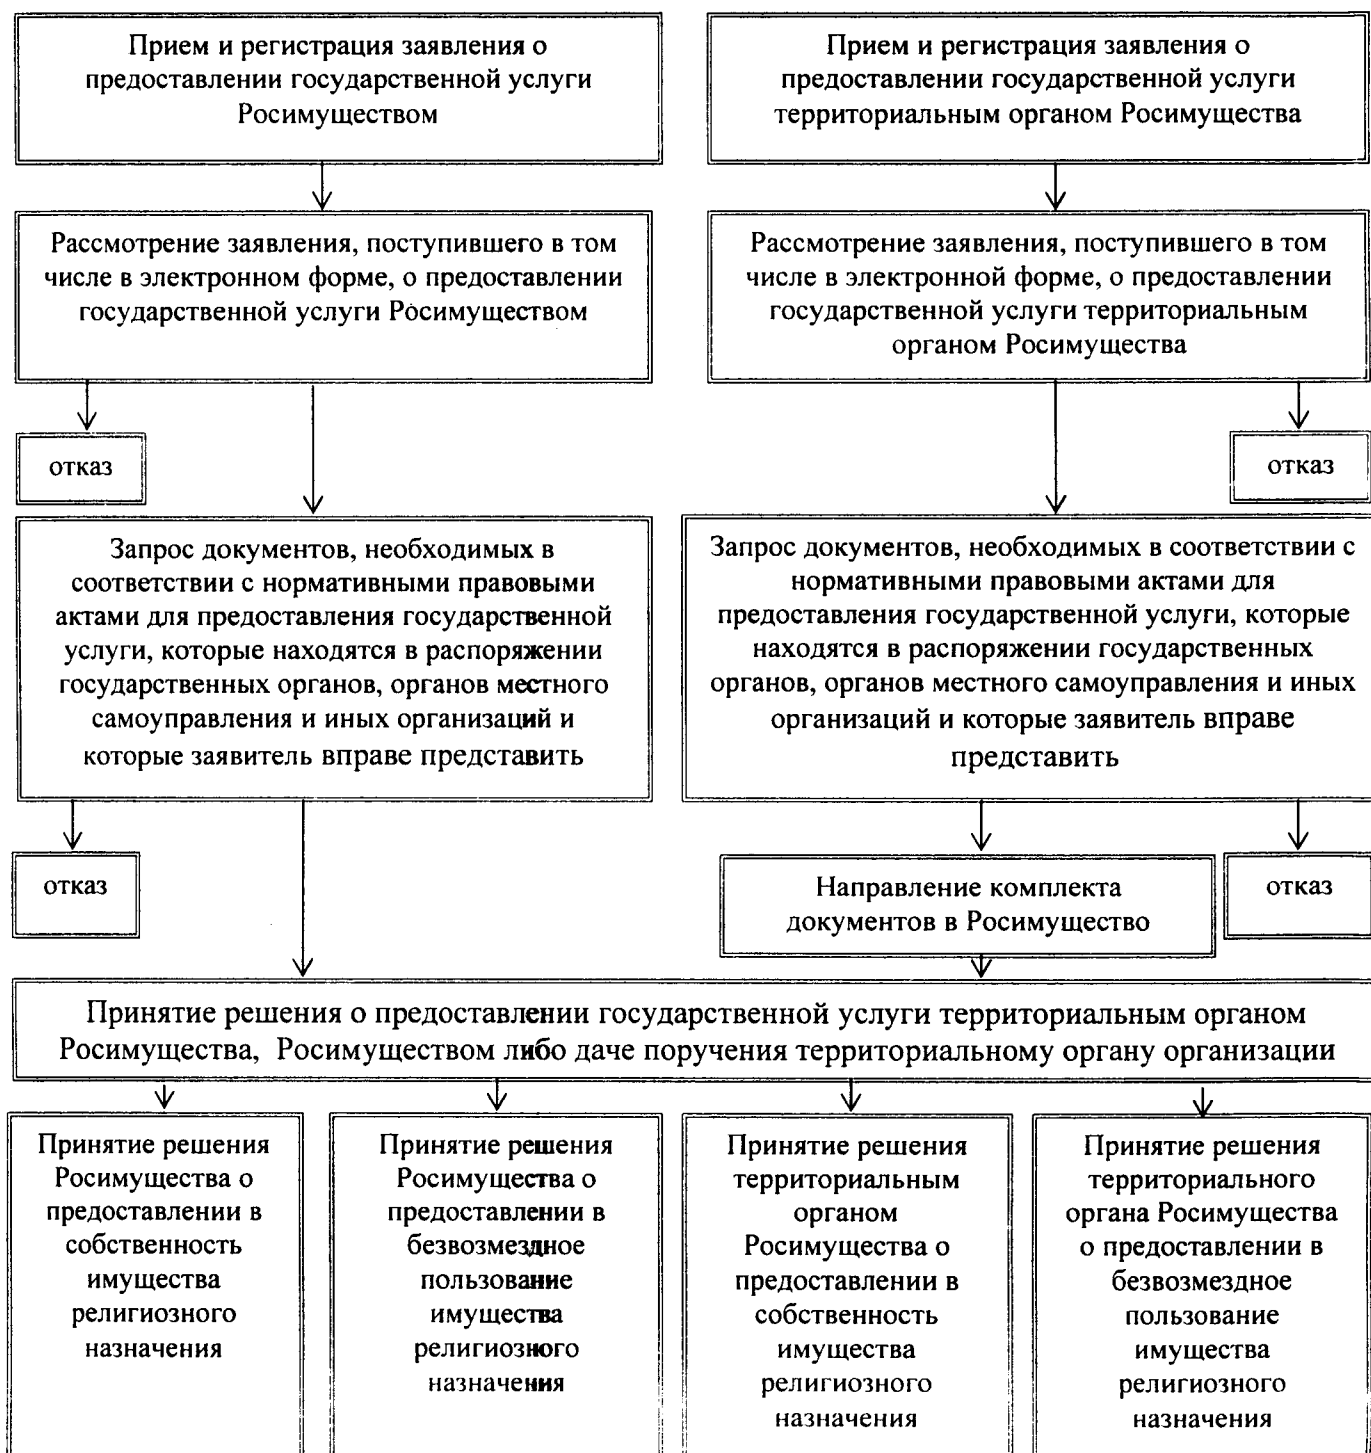 Прием и регистрация заявления о
предоставлении государственной услуги
Росимуществом
Прием и регистрация заявления о
предоставлении государственной услуги
территориальным органом Росимущества
Рассмотрение заявления, поступившего в том
числе в электронном форме, о предоставлении
государственной услуги Росимуществом
Рассмотрение заявления, поступившего в том
числе в электронной форме, о предоставлении
государственной услуги территориальным
органом Росимущества
отказ
отказ
Запрос документов, необходимых в
соответствии с нормативными правовыми
актами для предоставления государственной
услуги, которые находятся в распоряжении
государственных органов, органов местного
самоуправления и иных организаций и
которые заявитель вправе представить
Запрос документов, необходимых в соответствии с
нормативными правовыми актами для
предоставления государственной услуги, которые
находятся в распоряжении государственных
органов, органов местного самоуправления и иных
организаций и которые заявитель вправе
представить
отказ
Направление комплекта
документов в Росимущество
отказ
Принятие решения о предоставлении государственной услуги территориальным органом
Росимущества, Росимуществом либо даче поручения территориальному органу организации
Принятие решения
Росимущества о
предоставлении в
собственность
имущества
религиозного
назначения
Принятие решения
Росимущества о
предоставлении в
безвозмездное
пользование
имущества
религиозного
назначения
Принятие решения
территориальным
органом
Росимущества о
предоставлении в
собственность
имущества
религиозного
назначения
Принятие решения
территориального
органа Росимущества
о предоставлении в
безвозмездное
пользование
имущества
религиозного
назначения